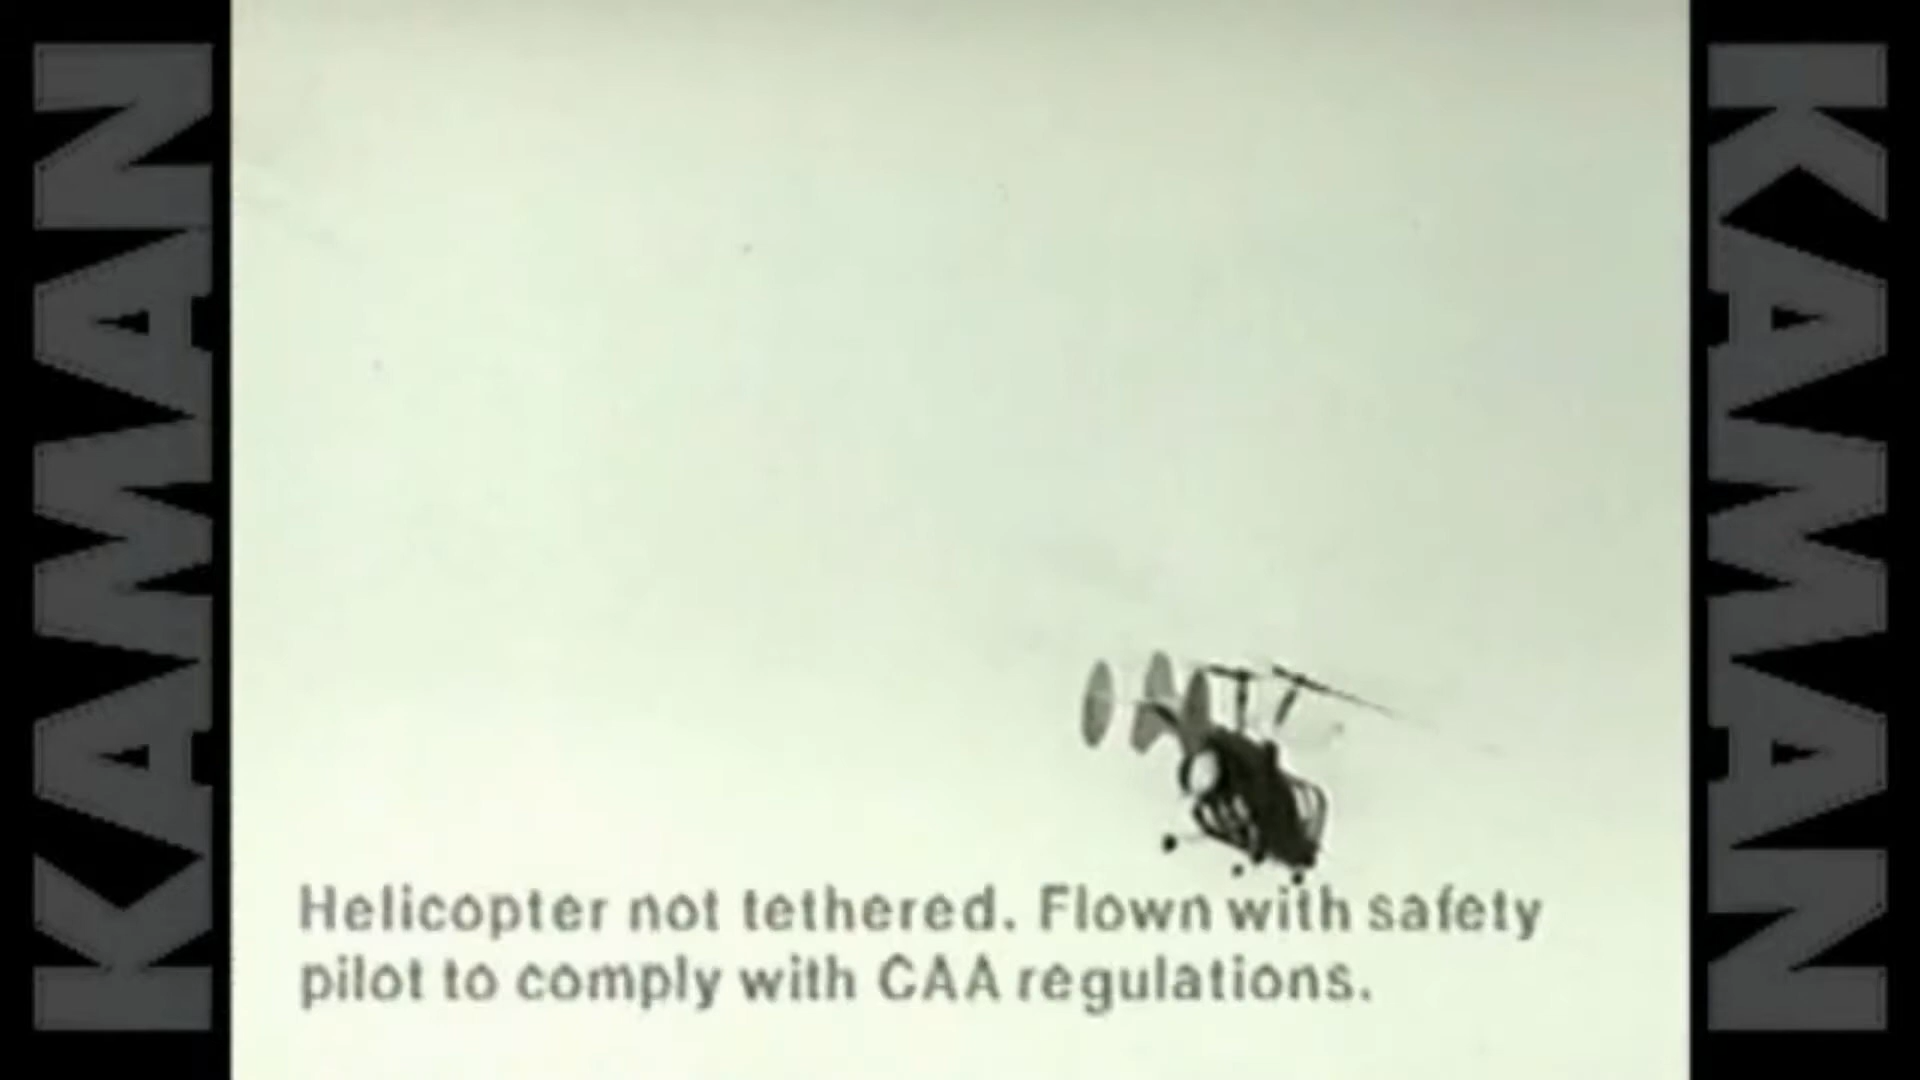 KAMAN
Helicopter not tethered. Flown with safety
pilot to comply with CAA regulations.
KAMAN